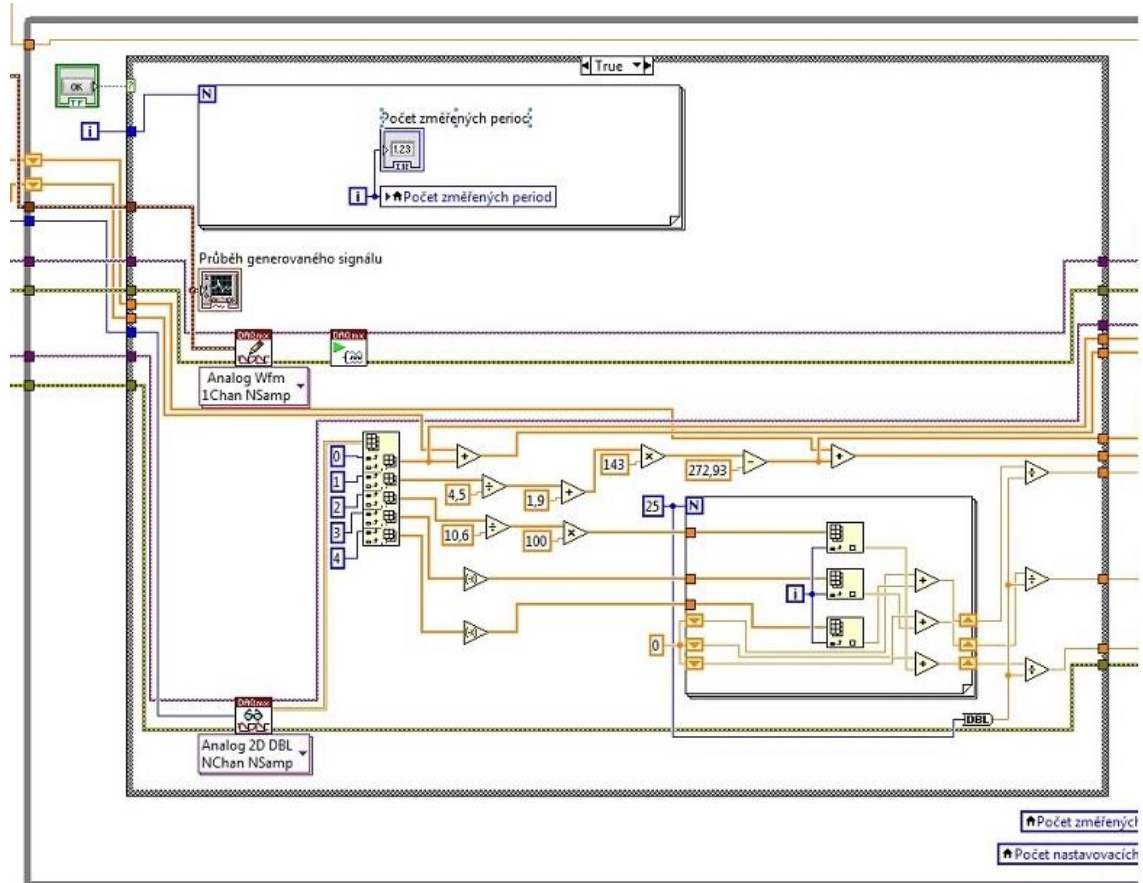 True
OK
TF
N
i
Počet změřených period
1.23
I32
i
Počet změřených period
Průběh generovaného signálu
DAQmx
DAQmx
Analog Wfm
1Chan NSamp
0
1
2
3
4
4,5
1,9
143
272,93
10,6
100
25
N
i
0
DBL
DAQmx
Analog 2D DBL
NChan NSamp
Počet změřených
Počet nastavovacích